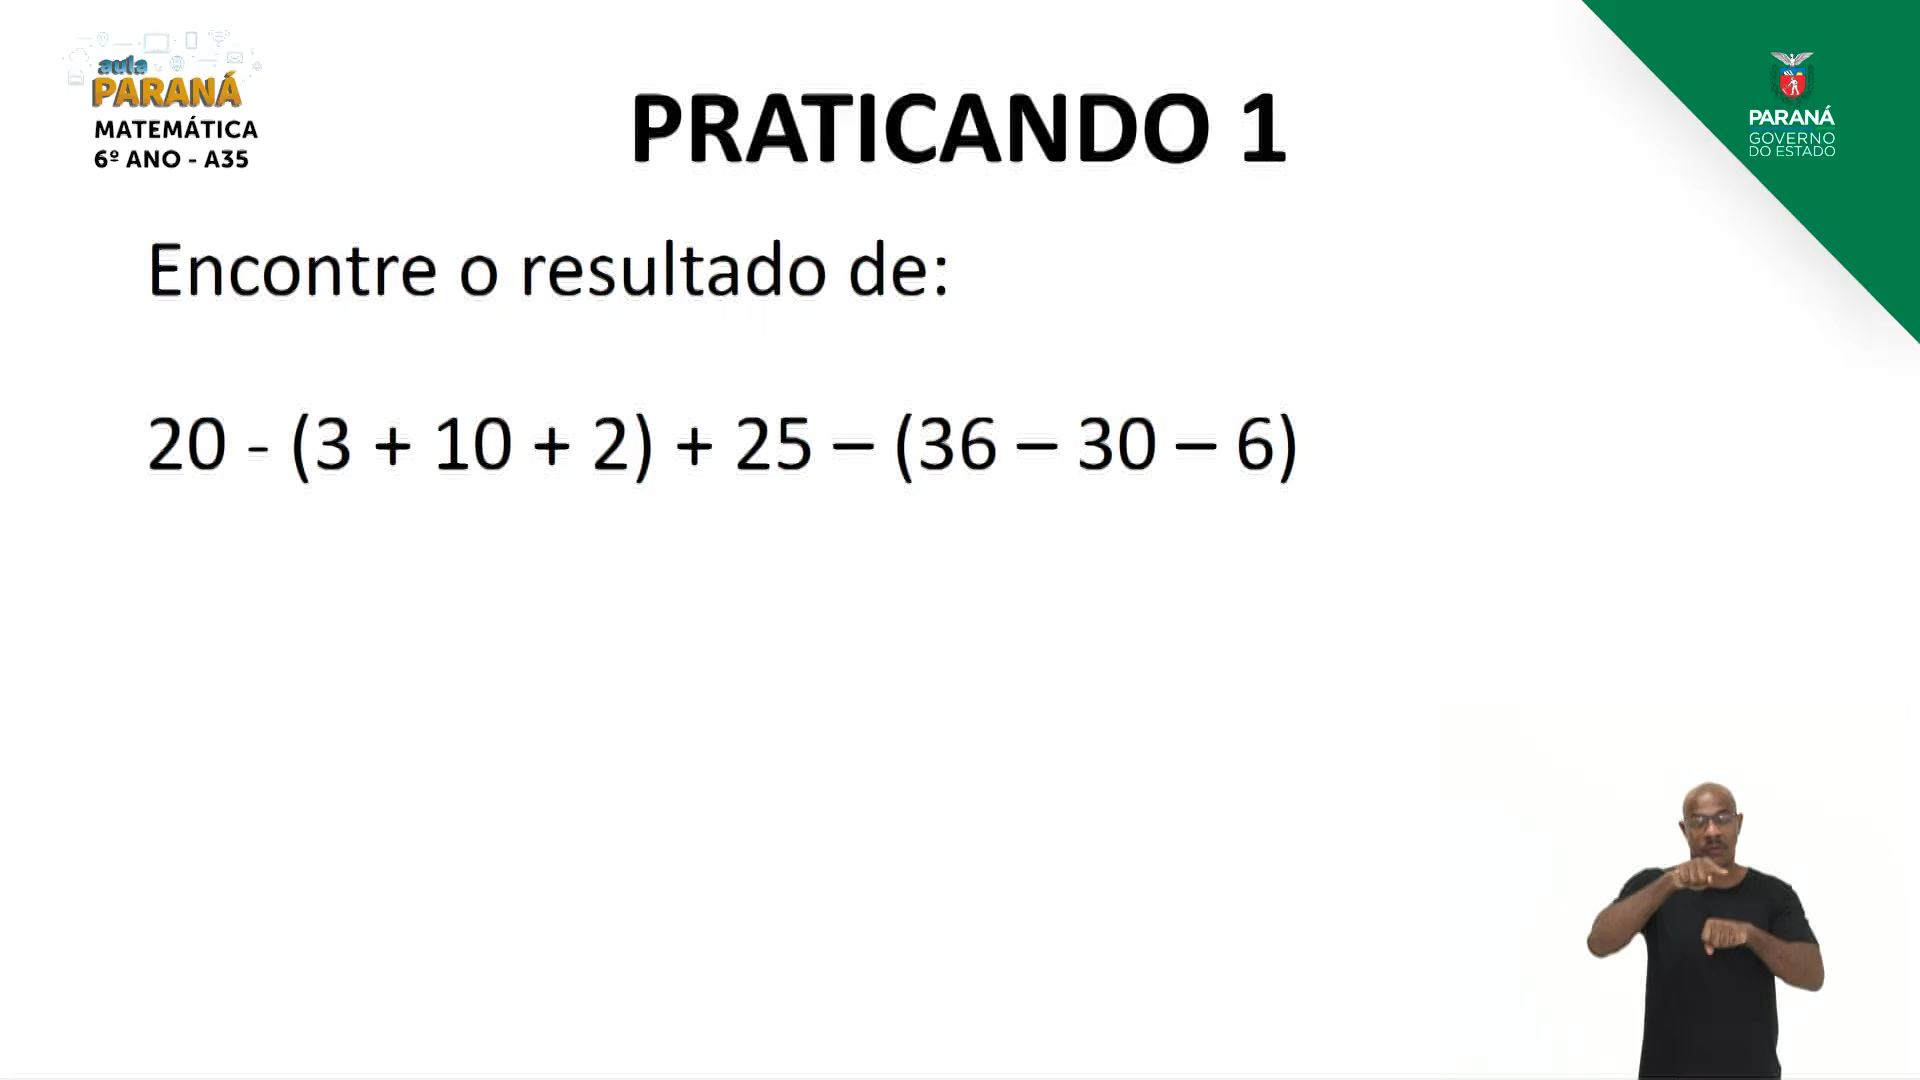 aula
PARANÁ
MATEMÁTICA
6º ANO - A35
PRATICANDO 1
PARANÁ
GOVERNO
DO ESTADO
Encontre o resultado de:
20 - (3 + 10 + 2) + 25 – (36 – 30 – 6)